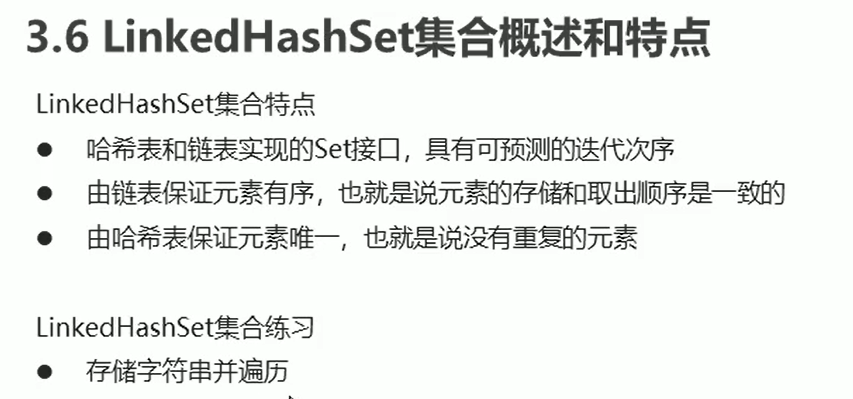 3.6 LinkedHashSet集合概述和特点
LinkedHashSet集合特点
● 哈希表和链表实现的Set接口，具有可预测的迭代次序
● 由链表保证元素有序，也就是说元素的存储和取出顺序是一致的
● 由哈希表保证元素唯一，也就是说没有重复的元素
LinkedHashSet集合练习
● 存储字符串并遍历